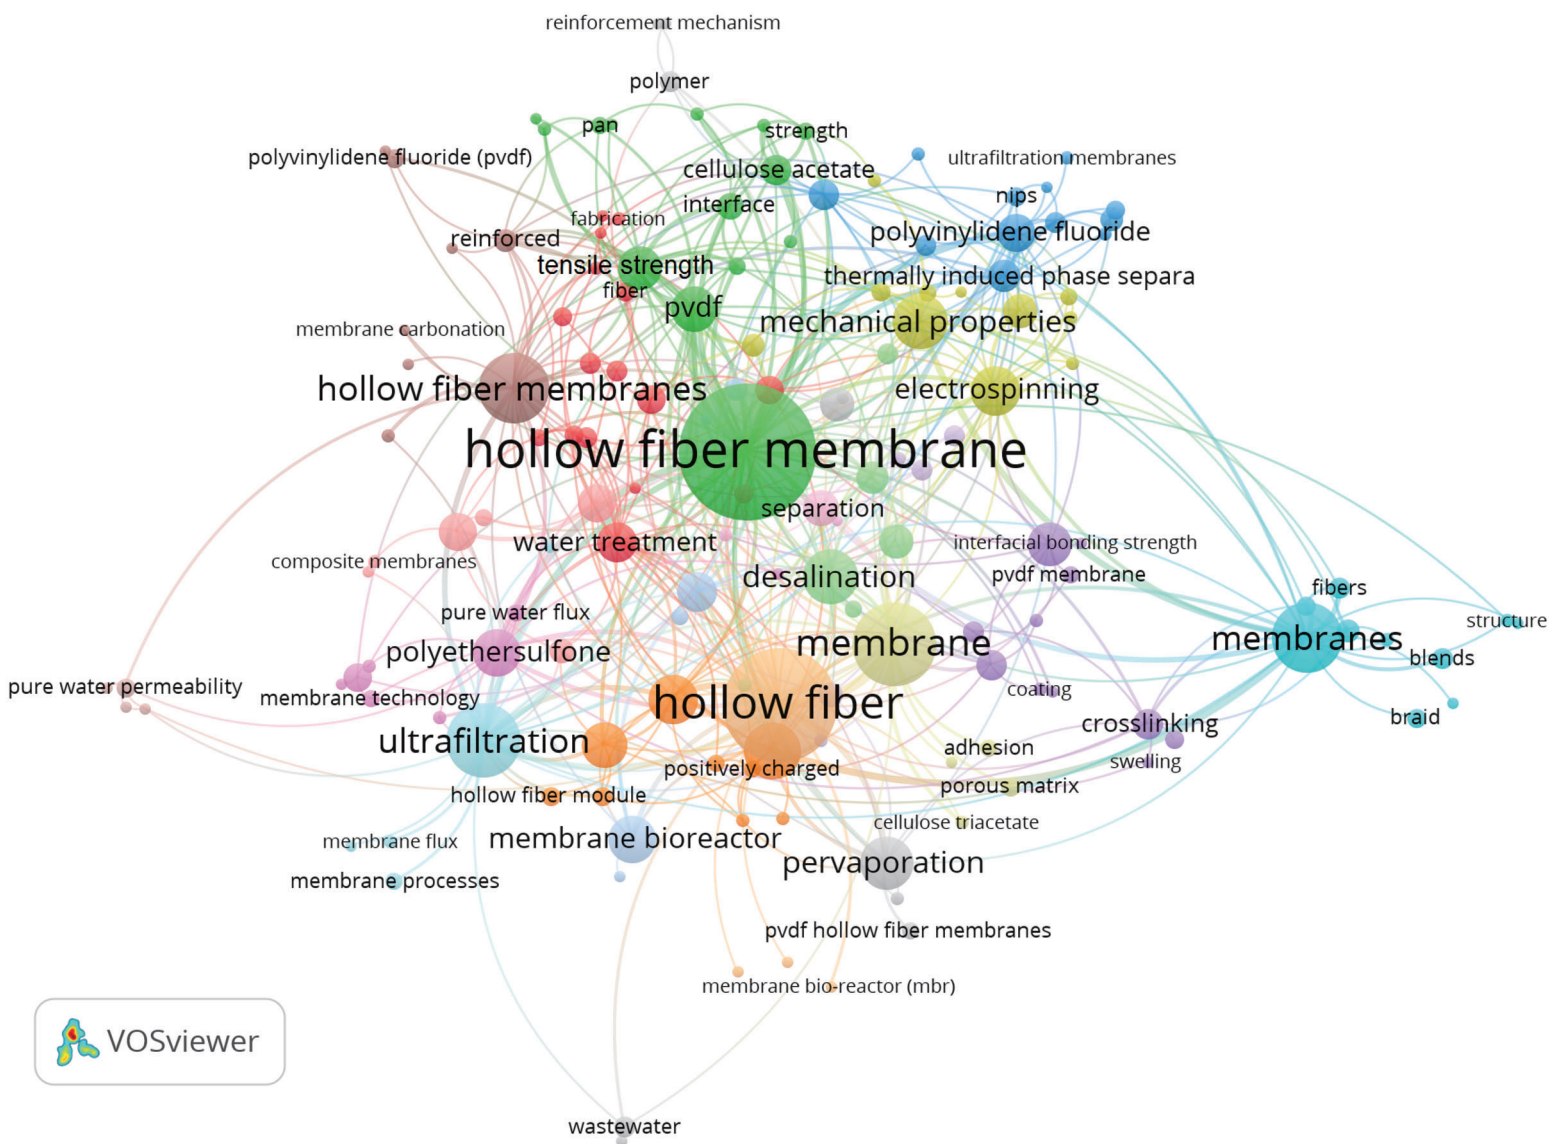 reinforcement mechanism
polymer
pan
strength
polyvinylidene fluoride (pvdf)
ultrafiltration membranes
cellulose acetate
nips
interface
fabrication
reinforced
polyvinylidene fluoride
tensile strength
thermally induced phase separa
fiber
pvdf
mechanical properties
membrane carbonation
hollow fiber membranes
electrospinning
hollow fiber membrane
separation
water treatment
interfacial bonding strength
composite membranes
desalination
pvdf membrane
fibers
pure water flux
structure
membrane
membranes
polyethersulfone
blends
pure water permeability
coating
membrane technology
hollow fiber
braid
crosslinking
ultrafiltration
adhesion
swelling
positively charged
porous matrix
hollow fiber module
cellulose triacetate
membrane flux
membrane bioreactor
pervaporation
membrane processes
pvdf hollow fiber membranes
membrane bio-reactor (mbr)
VOSviewer
wastewater